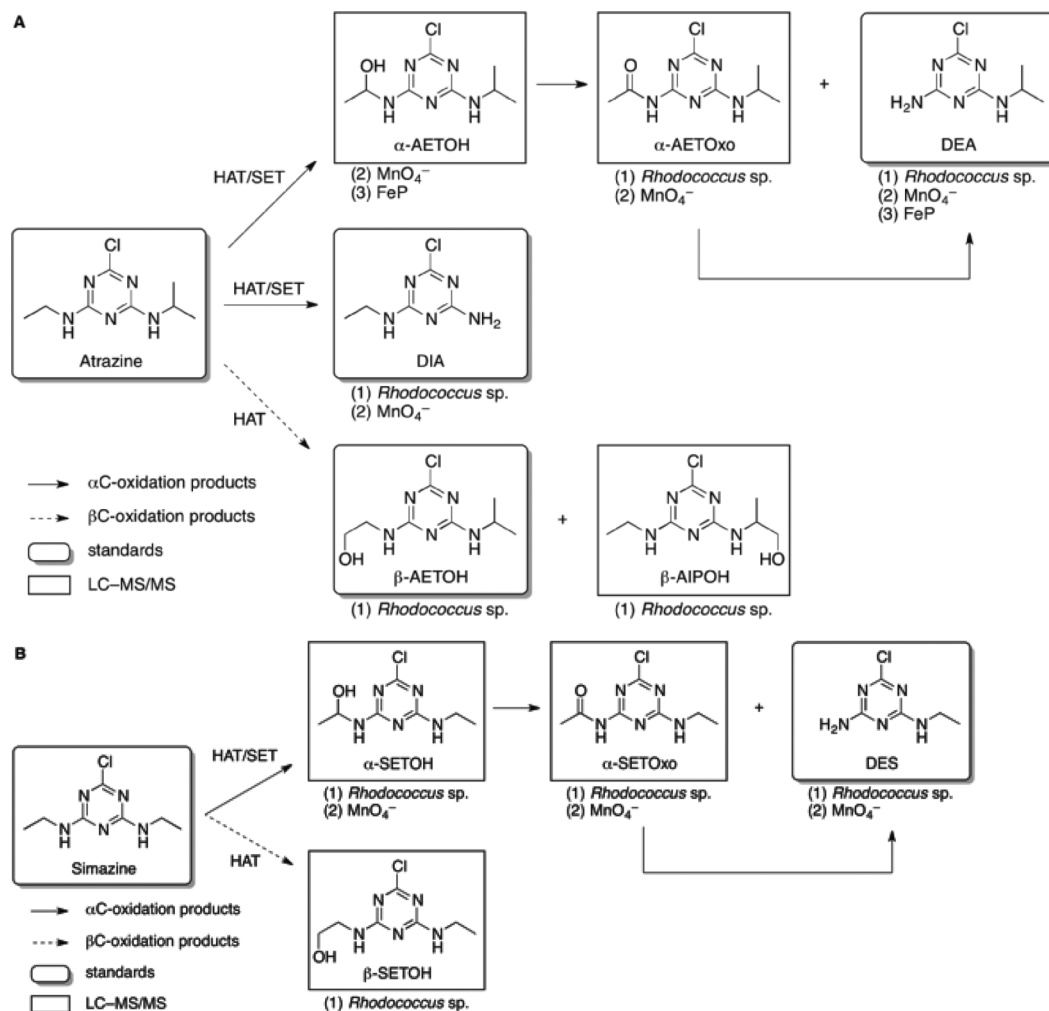 A
Cl
OH
N
N
N
N
H
N
H
α-AETOH
(2) MnO₄⁻
(3) FeP
Cl
O
N
N
N
N
H
N
H
α-AETOxo
(1) Rhodococcus sp.
(2) MnO₄⁻
+
Cl
N
N
H₂N
N
N
H
DEA
(1) Rhodococcus sp.
(2) MnO₄⁻
(3) FeP
HAT/SET
Cl
N
N
N
N
H
N
H
Atrazine
HAT/SET
Cl
N
N
N
N
H
NH₂
DIA
(1) Rhodococcus sp.
(2) MnO₄⁻
HAT
αC-oxidation products
βC-oxidation products
standards
LC–MS/MS
Cl
N
N
N
N
H
N
H
OH
β-AETOH
(1) Rhodococcus sp.
+
Cl
N
N
N
N
H
N
H
HO
β-AIPOH
(1) Rhodococcus sp.
B
Cl
OH
N
N
N
N
H
N
H
α-SETOH
(1) Rhodococcus sp.
(2) MnO₄⁻
Cl
O
N
N
N
N
H
N
H
α-SETOxo
(1) Rhodococcus sp.
(2) MnO₄⁻
+
Cl
N
N
H₂N
N
N
H
DES
(1) Rhodococcus sp.
(2) MnO₄⁻
HAT/SET
Cl
N
N
N
N
H
N
H
Simazine
HAT
αC-oxidation products
βC-oxidation products
standards
LC–MS/MS
Cl
N
N
N
N
H
N
H
OH
β-SETOH
(1) Rhodococcus sp.